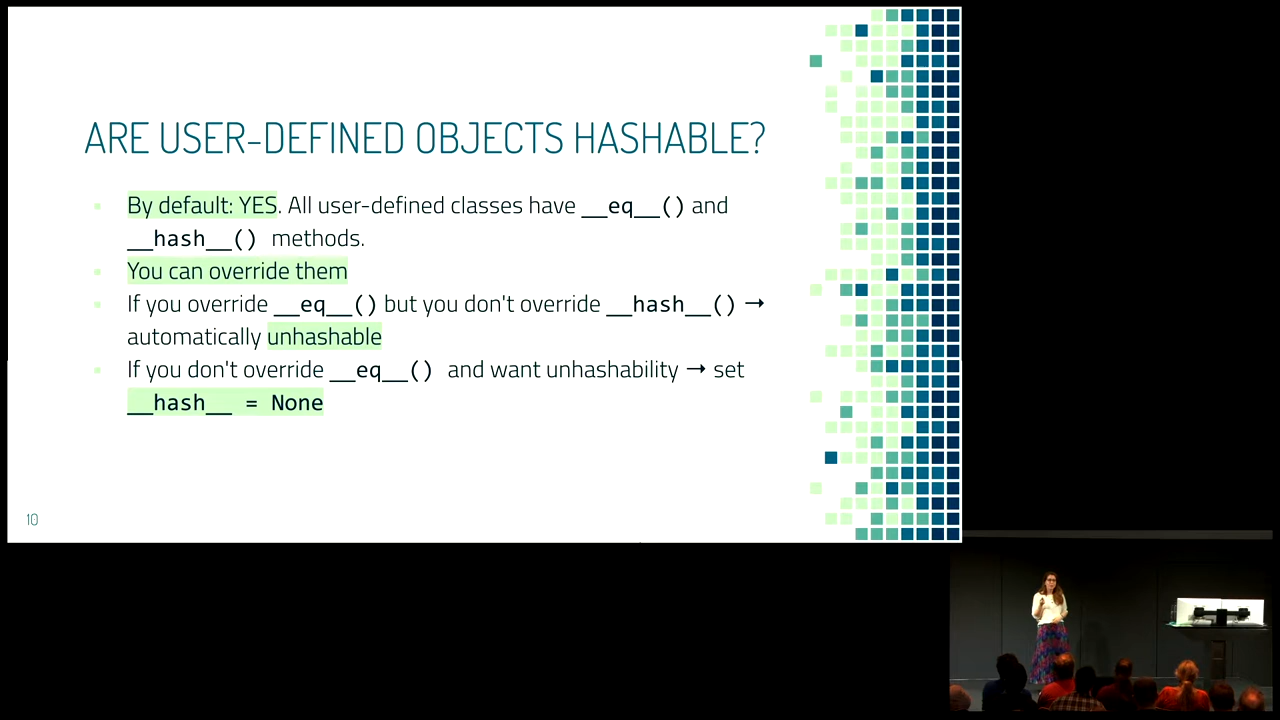 ARE USER-DEFINED OBJECTS HASHABLE?
By default: YES. All user-defined classes have __eq__() and
__hash__() methods.
You can override them
If you override __eq__() but you don't override __hash__() →
automatically unhashable
If you don't override __eq__() and want unhashability → set
__hash__ = None
10